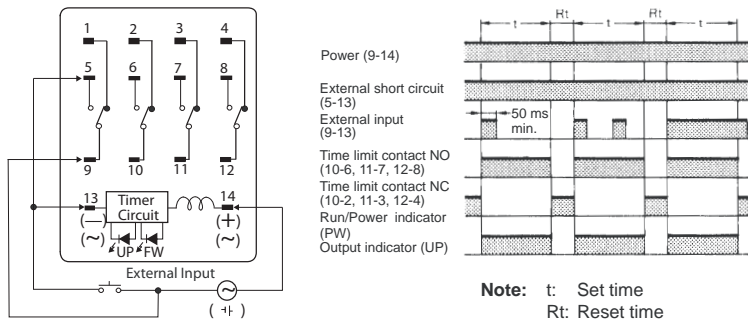 1 2 3 4
5 6 7 8
9 10 11 12
13 Timer Circuit 14
(—) (+)
(~) (~)
UP FW
External Input
Rt Rt
t t t
Power (9-14)
External short circuit
(5-13)
External input
(9-13)
50 ms
min.
Time limit contact NO
(10-6, 11-7, 12-8)
Time limit contact NC
(10-2, 11-3, 12-4)
Run/Power indicator
(PW)
Output indicator (UP)
Note: t: Set time
Rt: Reset time